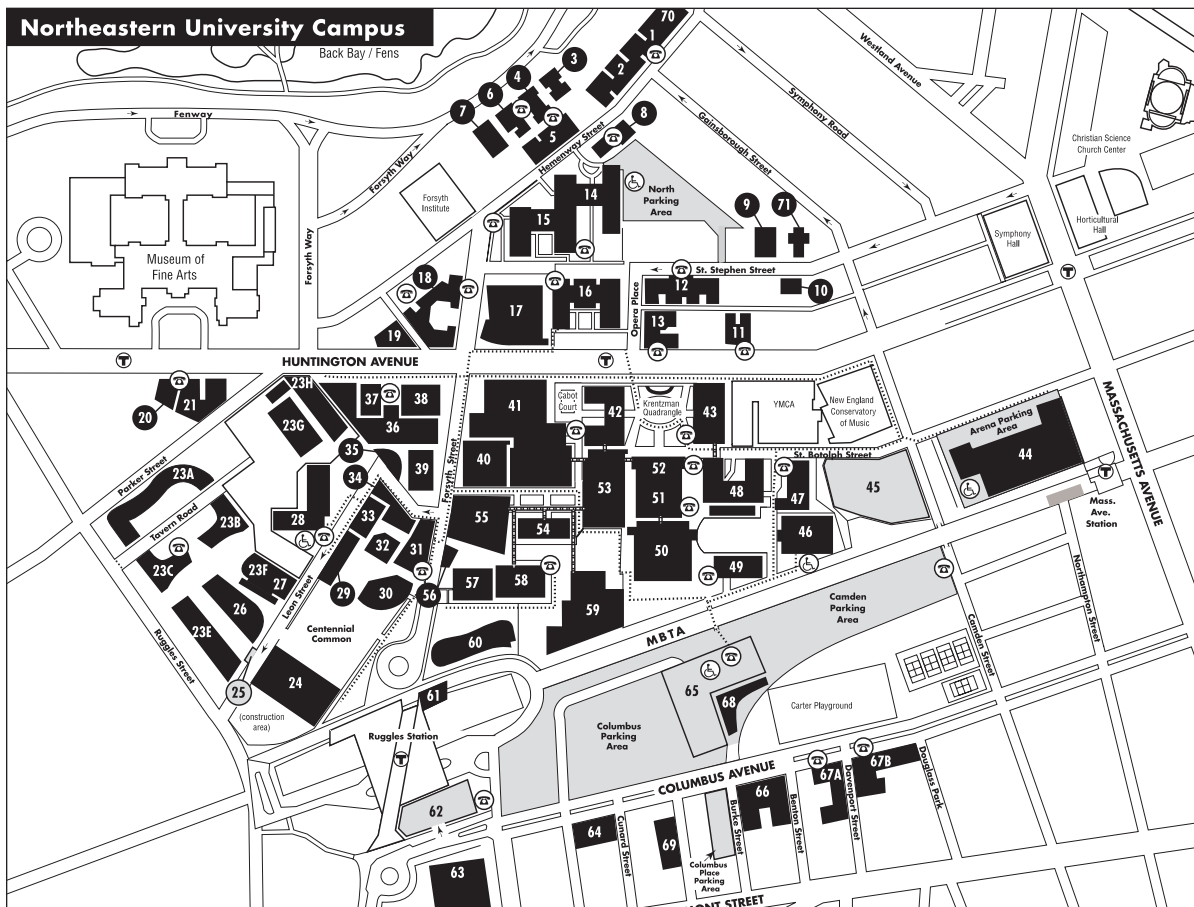 Northeastern University Campus
Back Bay / Fens
70
1
2
3
4
6
7
5
8
Fenway
Forsyth Way
Hemenway Street
Gainsborough Street
Symphony Road
Westland Avenue
Christian Science
Church Center
Forsyth
Institute
14
15
North
Parking
Area
9
71
Horticultural
Hall
Symphony
Hall
T
Museum of
Fine Arts
Forsyth Way
18
19
17
16
St. Stephen Street
12
10
Opera Place
13
11
T
HUNTINGTON AVENUE
T
20
21
23H
23G
37
38
36
35
34
39
41
Cabot
Court
42
Krentzman
Quadrangle
43
YMCA
New England
Conservatory
of Music
MASSACHUSETTS AVENUE
Arena Parking
Area
44
T
Mass.
Ave.
Station
St. Botolph Street
45
40
Forsyth Street
52
51
53
48
47
46
Parker Street
23A
Tavern Road
23B
23C
28
33
32
31
55
54
50
49
23F
27
26
23E
29
30
56
57
58
59
Leon Street
Centennial
Common
Ruggles Street
24
25
(construction
area)
60
MBTA
Camden
Parking
Area
Camden Street
Northampton Street
61
Ruggles Station
T
62
65
68
Carter Playground
Columbus
Parking
Area
COLUMBUS AVENUE
67A
67B
Davenport Street
Douglass Park
66
Burke Street
Benton Street
64
Cunard Street
69
Columbus
Place
Parking
Area
63
ONT STREET